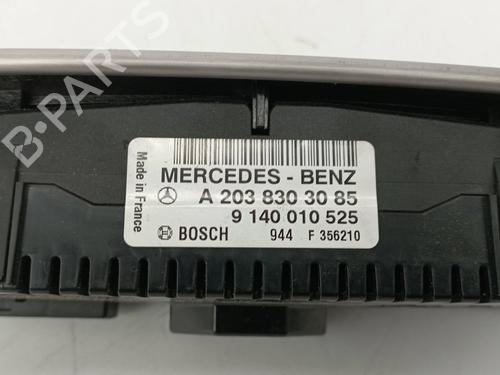 B-PARTS
MERCEDES - BENZ
A 203 830 30 85
9 140 010 525
BOSCH 944 F 356210
Made in France